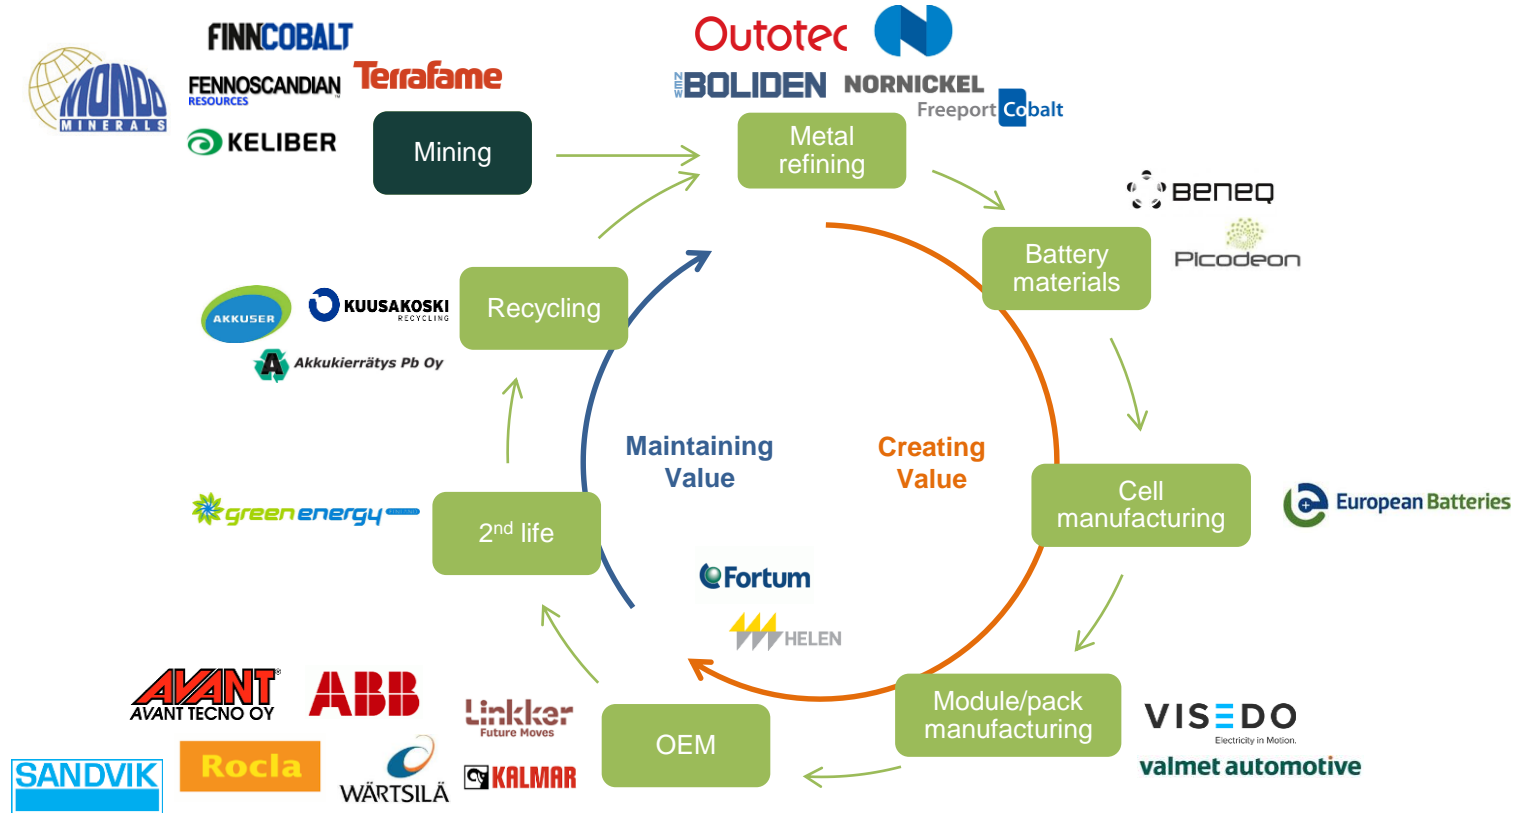 FINNCOBALT
MONDO
MINERALS
FENNOSCANDIAN
RESOURCES
Terrafame
KELIBER
Mining
Outotec
NEW BOLIDEN
NORNICKEL
Freeport Cobalt
Metal
refining
BENEQ
Picodeon
Battery
materials
AKKUSER
KUUSAKOSKI
RECYCLING
A
Akkukierrätys Pb Oy
Recycling
Maintaining
Value
Creating
Value
Cell
manufacturing
European Batteries
green energy
2nd life
Fortum
HELEN
AVANT®
AVANT TECNO OY
ABB
Linkker
Future Moves
OEM
Module/pack
manufacturing
VISEDO
Electricity in Motion.
valmet automotive
SANDVIK
Rocla
WÄRTSILÄ
KALMAR